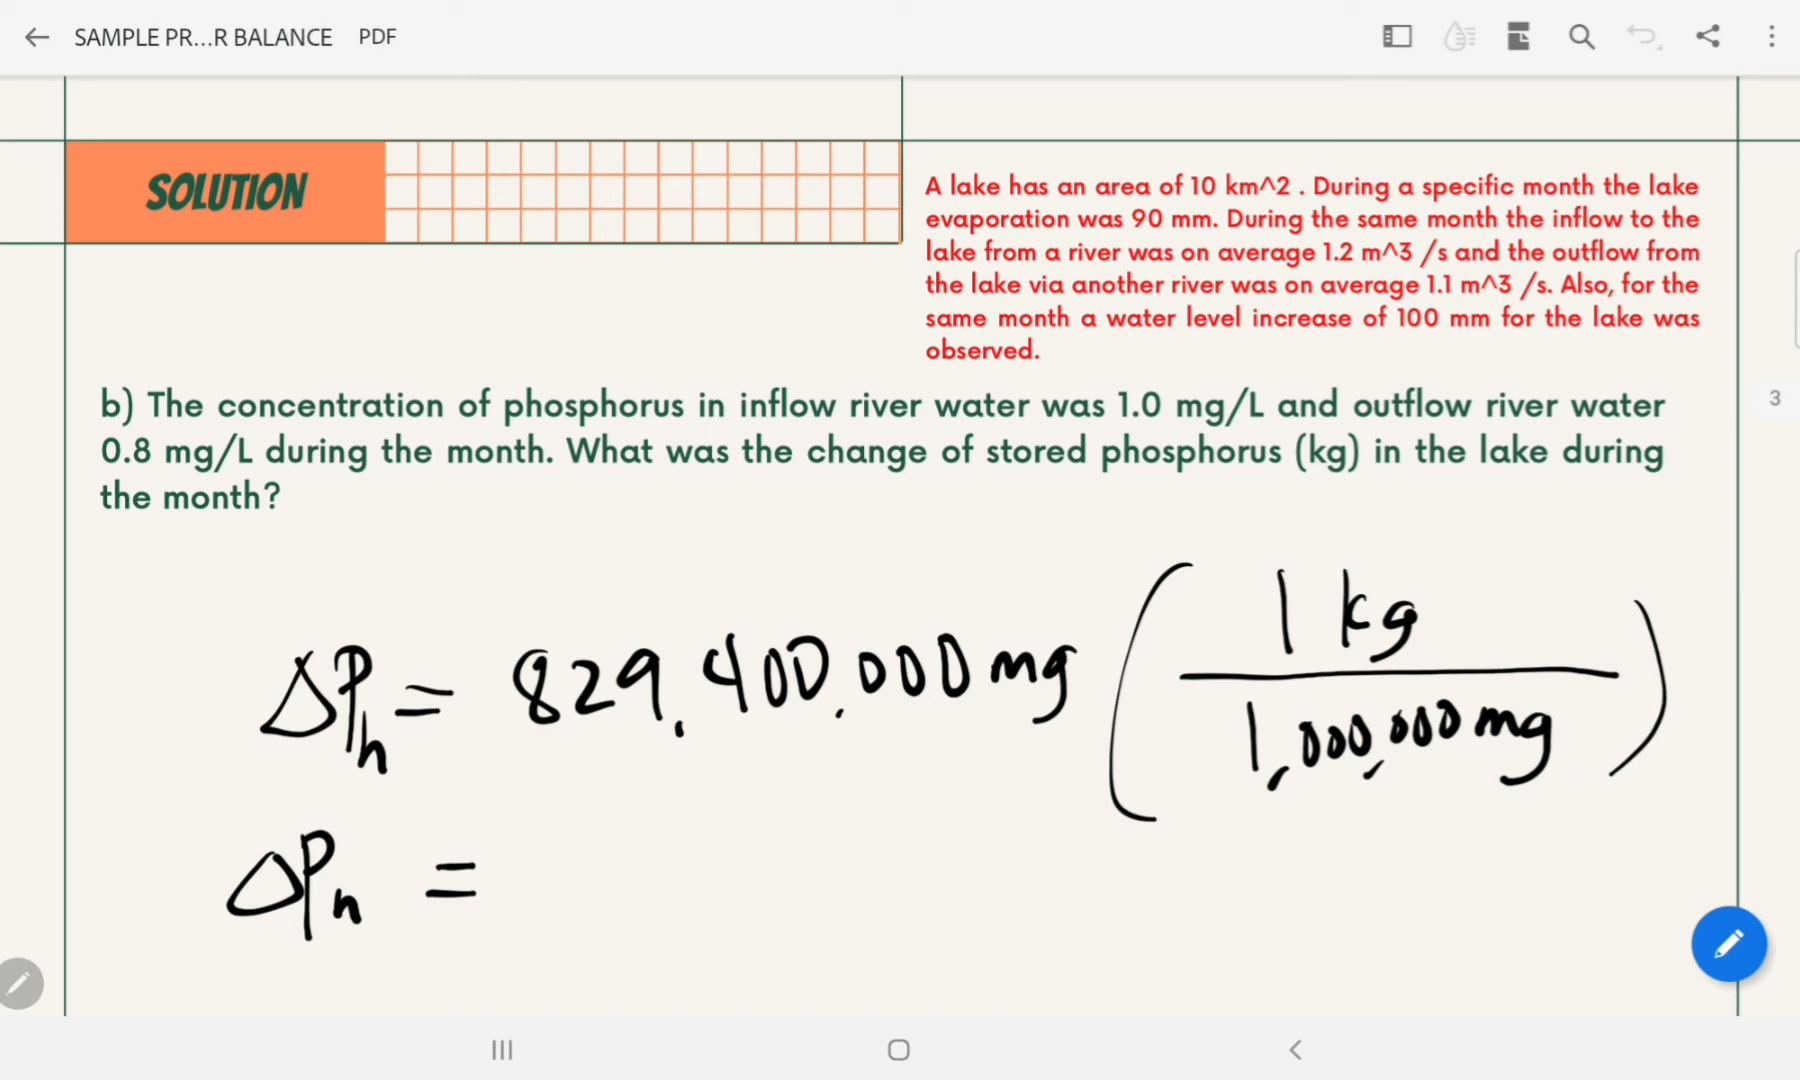 SAMPLE PR...R BALANCE PDF
SOLUTION
A lake has an area of 10 km^2 . During a specific month the lake
evaporation was 90 mm. During the same month the inflow to the
lake from a river was on average 1.2 m^3 /s and the outflow from
the lake via another river was on average 1.1 m^3 /s. Also, for the
same month a water level increase of 100 mm for the lake was
observed.
b) The concentration of phosphorus in inflow river water was 1.0 mg/L and outflow river water
0.8 mg/L during the month. What was the change of stored phosphorus (kg) in the lake during
the month?
3
ΔPh = 829,400,000 mg ( 1 kg / 1,000,000 mg )
ΔPh =